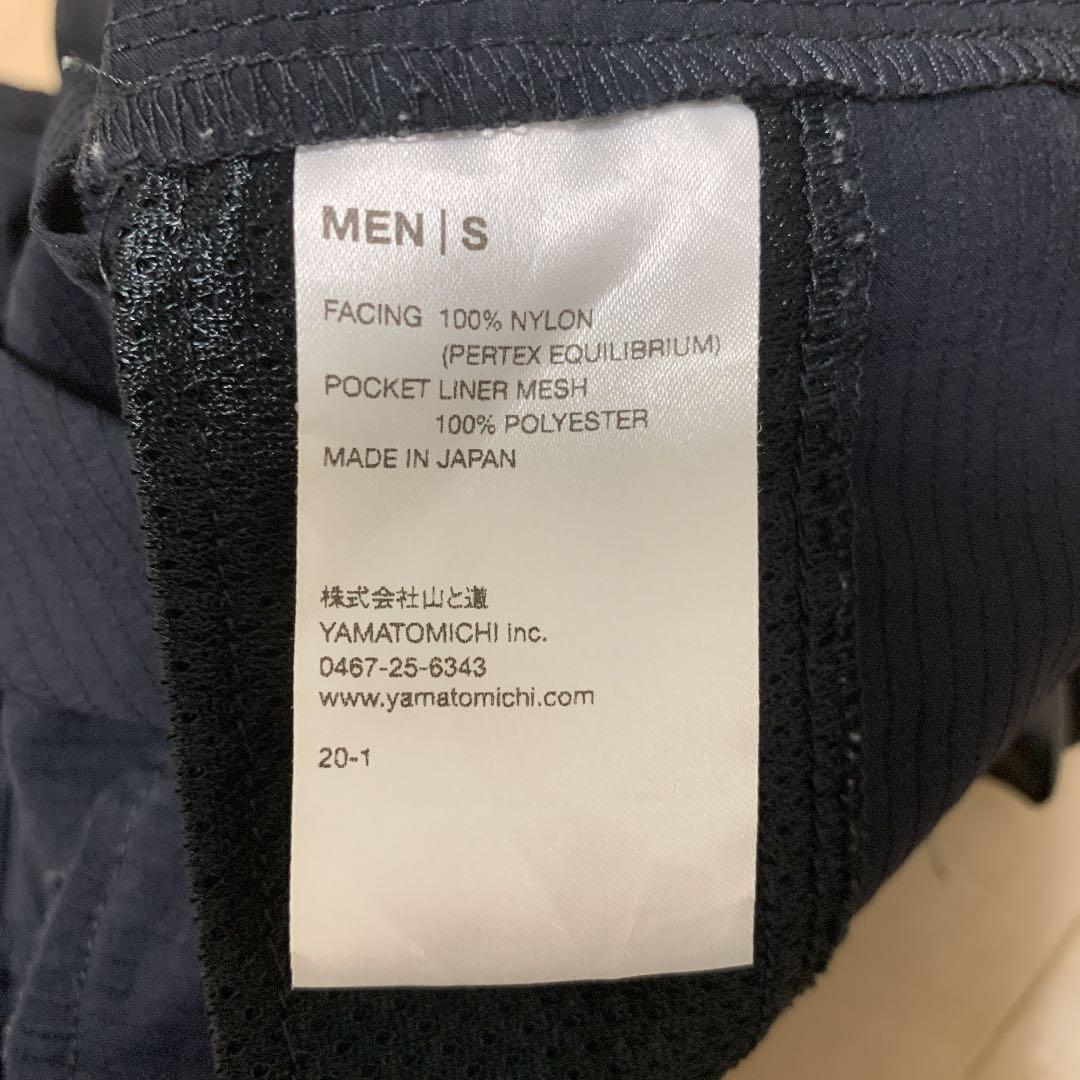 MEN | S
FACING 100% NYLON
(PERTEX EQUILIBRIUM)
POCKET LINER MESH
100% POLYESTER
MADE IN JAPAN
株式会社山と道
YAMATOMICHI inc.
0467-25-6343
www.yamatomichi.com
20-1